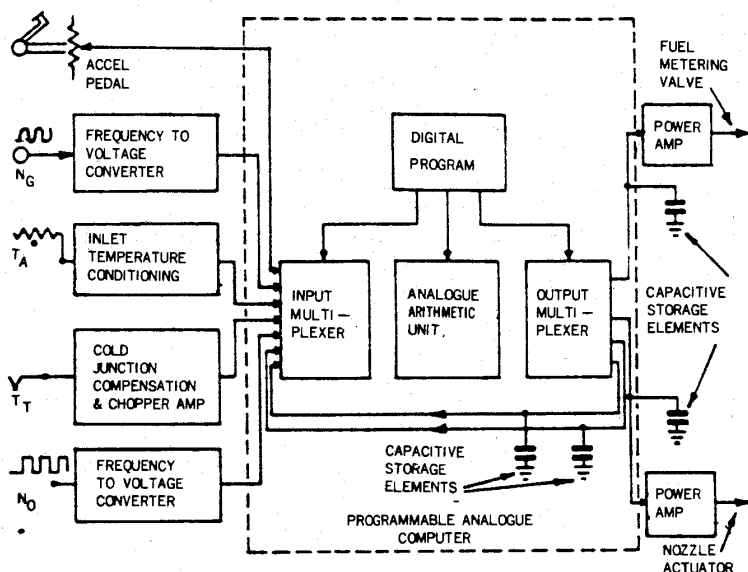 ACCEL
PEDAL
FUEL
METERING
VALVE
N_G
FREQUENCY TO
VOLTAGE
CONVERTER
DIGITAL
PROGRAM
POWER
AMP
T_A
INLET
TEMPERATURE
CONDITIONING
INPUT
MULTI-
PLEXER
ANALOGUE
ARITHMETIC
UNIT.
OUTPUT
MULTI-
PLEXER
CAPACITIVE
STORAGE
ELEMENTS
T_T
COLD
JUNCTION
COMPENSATION
& CHOPPER AMP
N_O
FREQUENCY
TO VOLTAGE
CONVERTER
CAPACITIVE
STORAGE
ELEMENTS
PROGRAMMABLE ANALOGUE
COMPUTER
POWER
AMP
NOZZLE
ACTUATOR